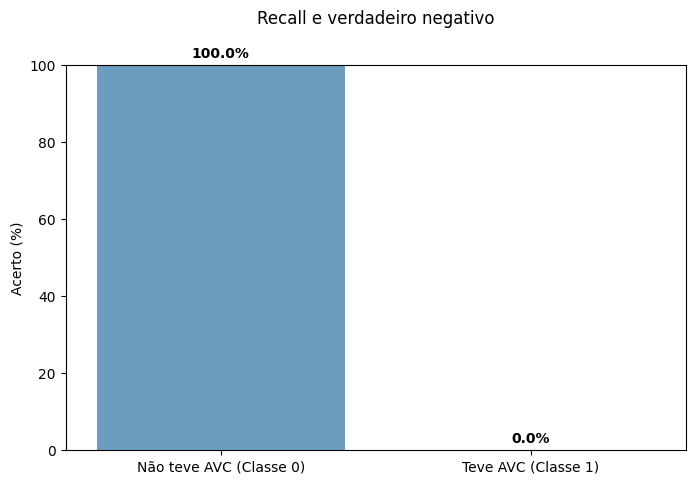 Recall e verdadeiro negativo
100.0%
100
80
60
40
20
0
Acerto (%)
0.0%
Não teve AVC (Classe 0)
Teve AVC (Classe 1)